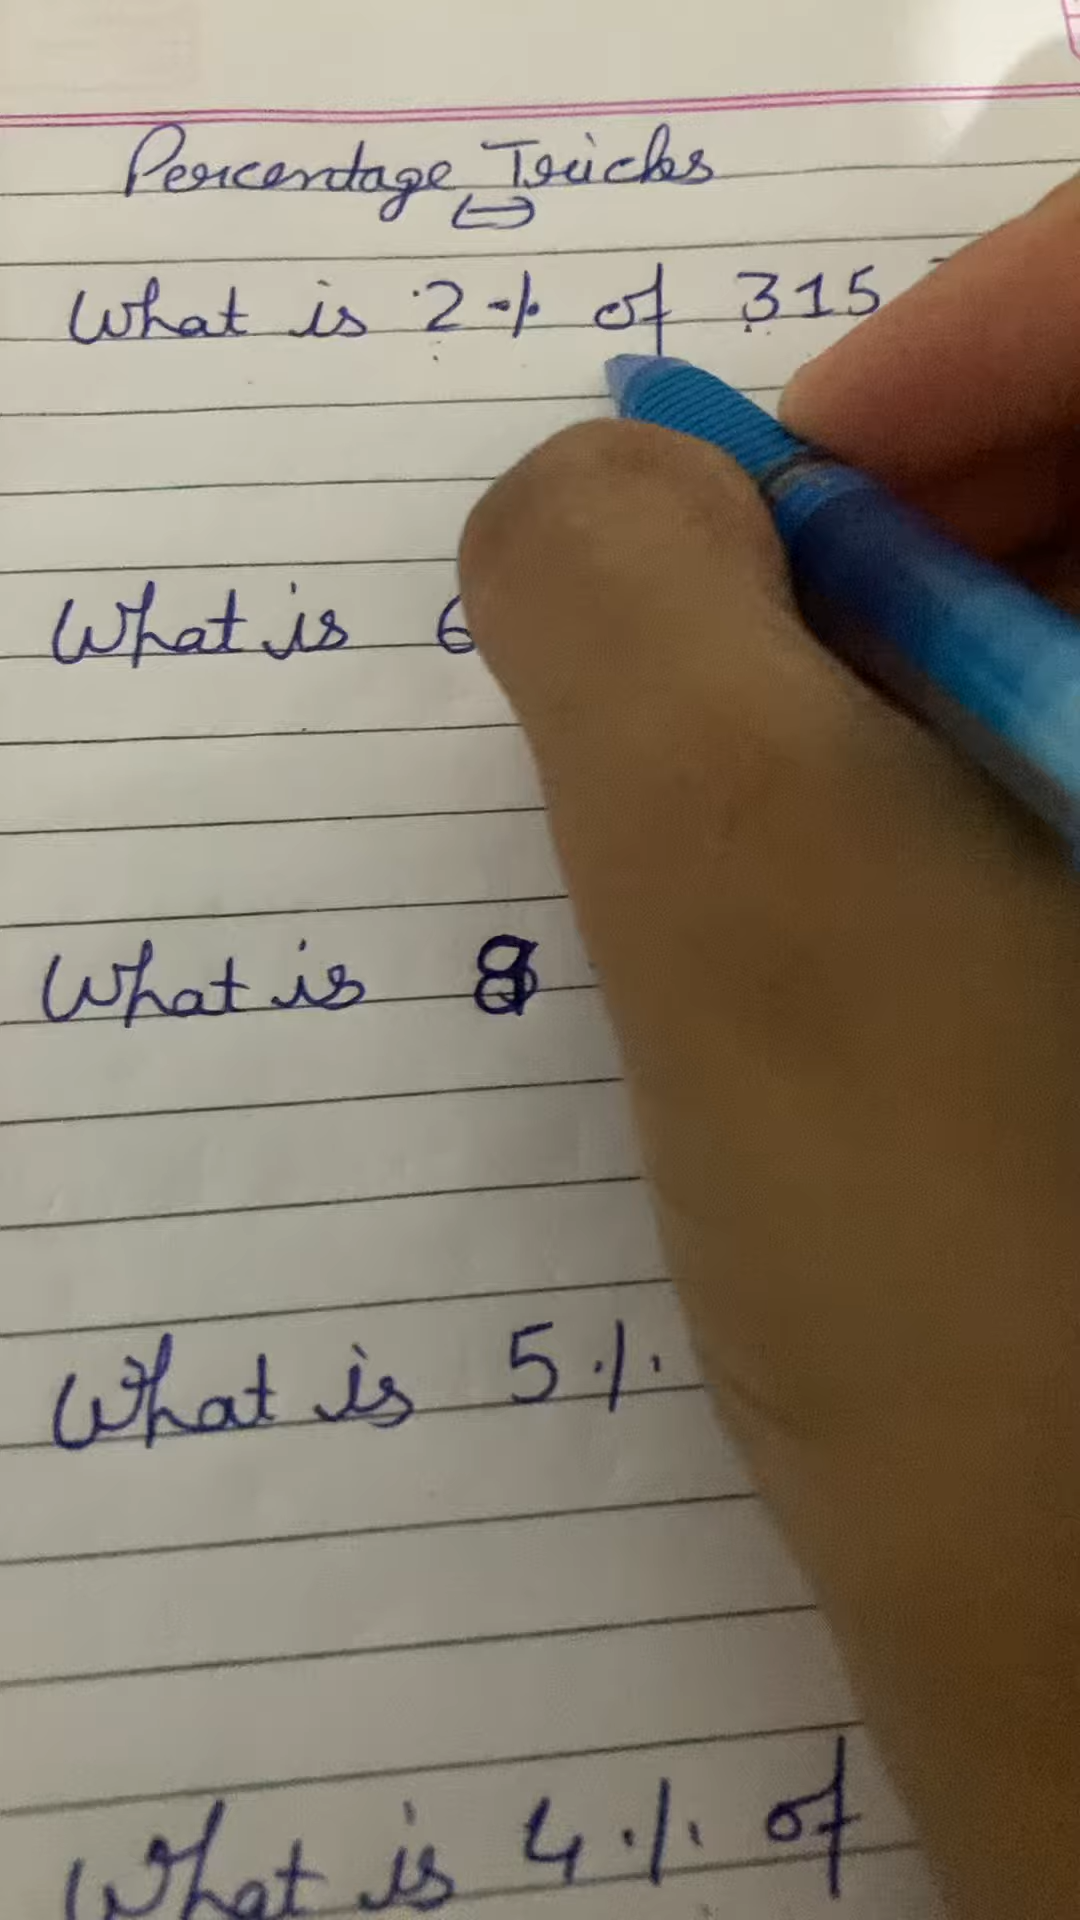 Percentage Tricks
What is 2% of 315
What is 6
What is 8
What is 5%
What is 4% of